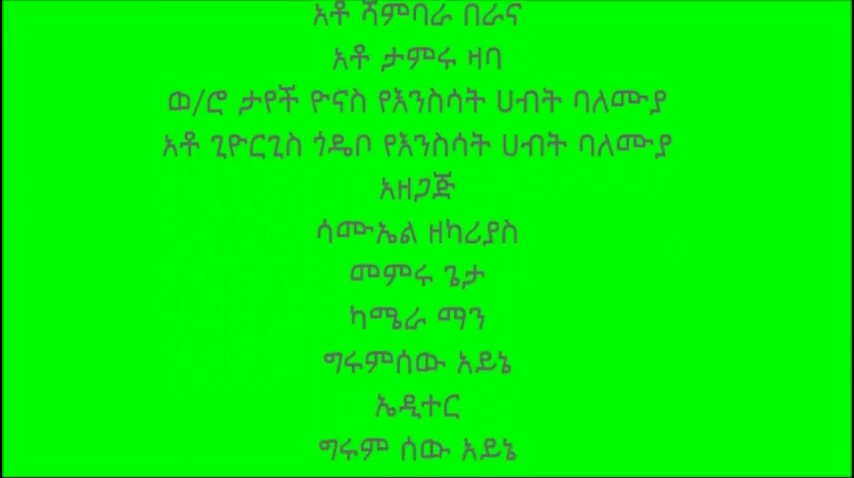 አቶ ሻምባራ በራና
አቶ ታምሩ ዛባ
ወ/ሮ ታየች ዮናስ የእንስሳት ሀብት ባለሙያ
አቶ ጊዮርጊስ ጎዴቦ የእንስሳት ሀብት ባለሙያ
አዘጋጅ
ሳሙኤል ዘካሪያስ
መምሩ ጌታ
ካሜራ ማን
ግሩምሰው አይኔ
ኤዲተር
ግሩም ሰው አይኔ